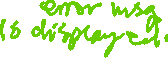 error msg
is displayed.